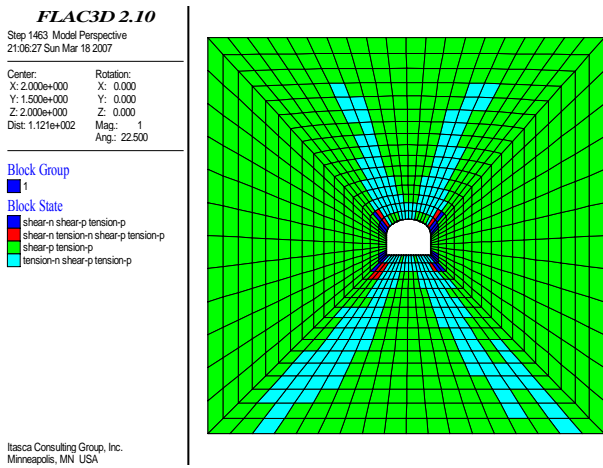 FLAC3D 2.10
Step 1463 Model Perspective
21:06:27 Sun Mar 18 2007
Center: Rotation:
X: 2.000e+000 X: 0.000
Y: 1.500e+000 Y: 0.000
Z: 2.000e+000 Z: 0.000
Dist: 1.121e+002 Mag.: 1
Ang.: 22.500
Block Group
1
Block State
shear-n shear-p tension-p
shear-n tension-n shear-p tension-p
shear-p tension-p
tension-n shear-p tension-p
Itasca Consulting Group, Inc.
Minneapolis, MN USA